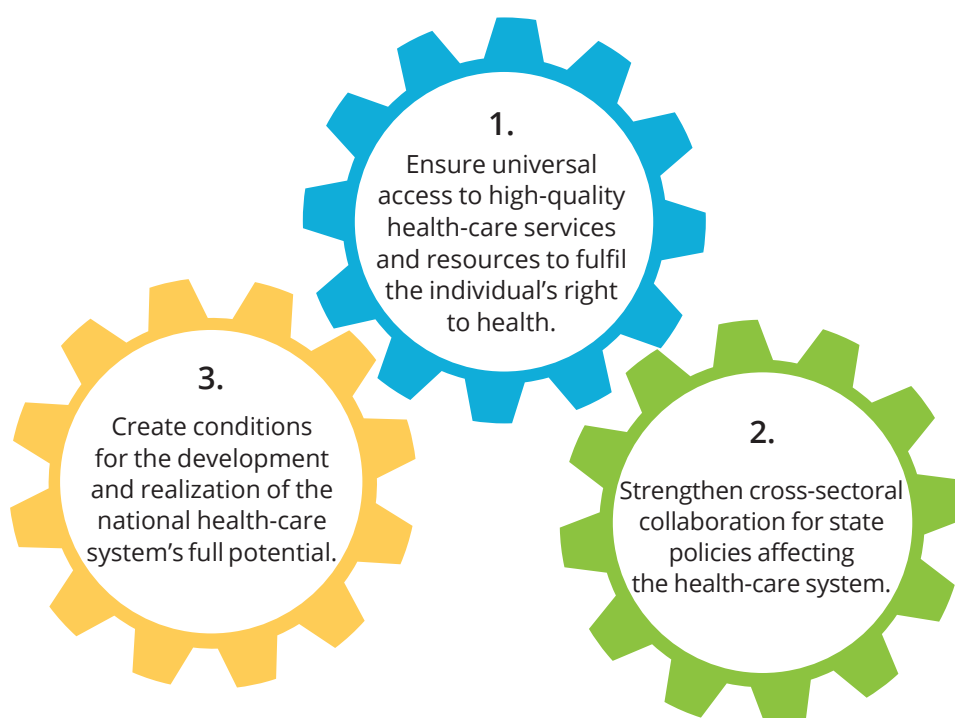 1.
Ensure universal
access to high-quality
health-care services
and resources to fulfil
the individual’s right
to health.
2.
Strengthen cross-sectoral
collaboration for state
policies affecting
the health-care system.
3.
Create conditions
for the development
and realization of the
national health-care
system’s full potential.